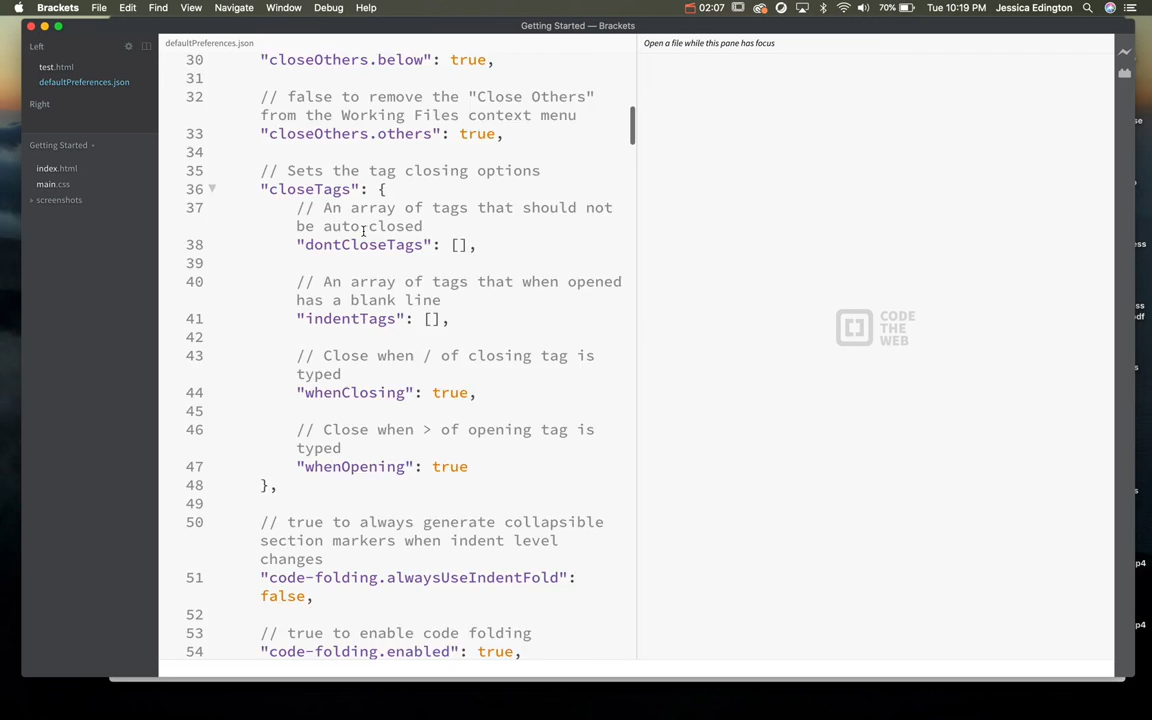 Brackets File Edit Find View Navigate Window Debug Help 02:07 70% Tue 10:19 PM Jessica Edington
Getting Started — Brackets
Left
test.html
defaultPreferences.json
Right
Getting Started
index.html
main.css
screenshots
defaultPreferences.json
30 "closeOthers.below": true,
31
32 // false to remove the "Close Others"
from the Working Files context menu
33 "closeOthers.others": true,
34
35 // Sets the tag closing options
36 "closeTags": {
37 // An array of tags that should not
be auto-closed
38 "dontCloseTags": [],
39
40 // An array of tags that when opened
has a blank line
41 "indentTags": [],
42
43 // Close when / of closing tag is
typed
44 "whenClosing": true,
45
46 // Close when > of opening tag is
typed
47 "whenOpening": true
48 },
49
50 // true to always generate collapsible
section markers when indent level
changes
51 "code-folding.alwaysUseIndentFold":
false,
52
53 // true to enable code folding
54 "code-folding.enabled": true,
Open a file while this pane has focus
CODE
THE
WEB